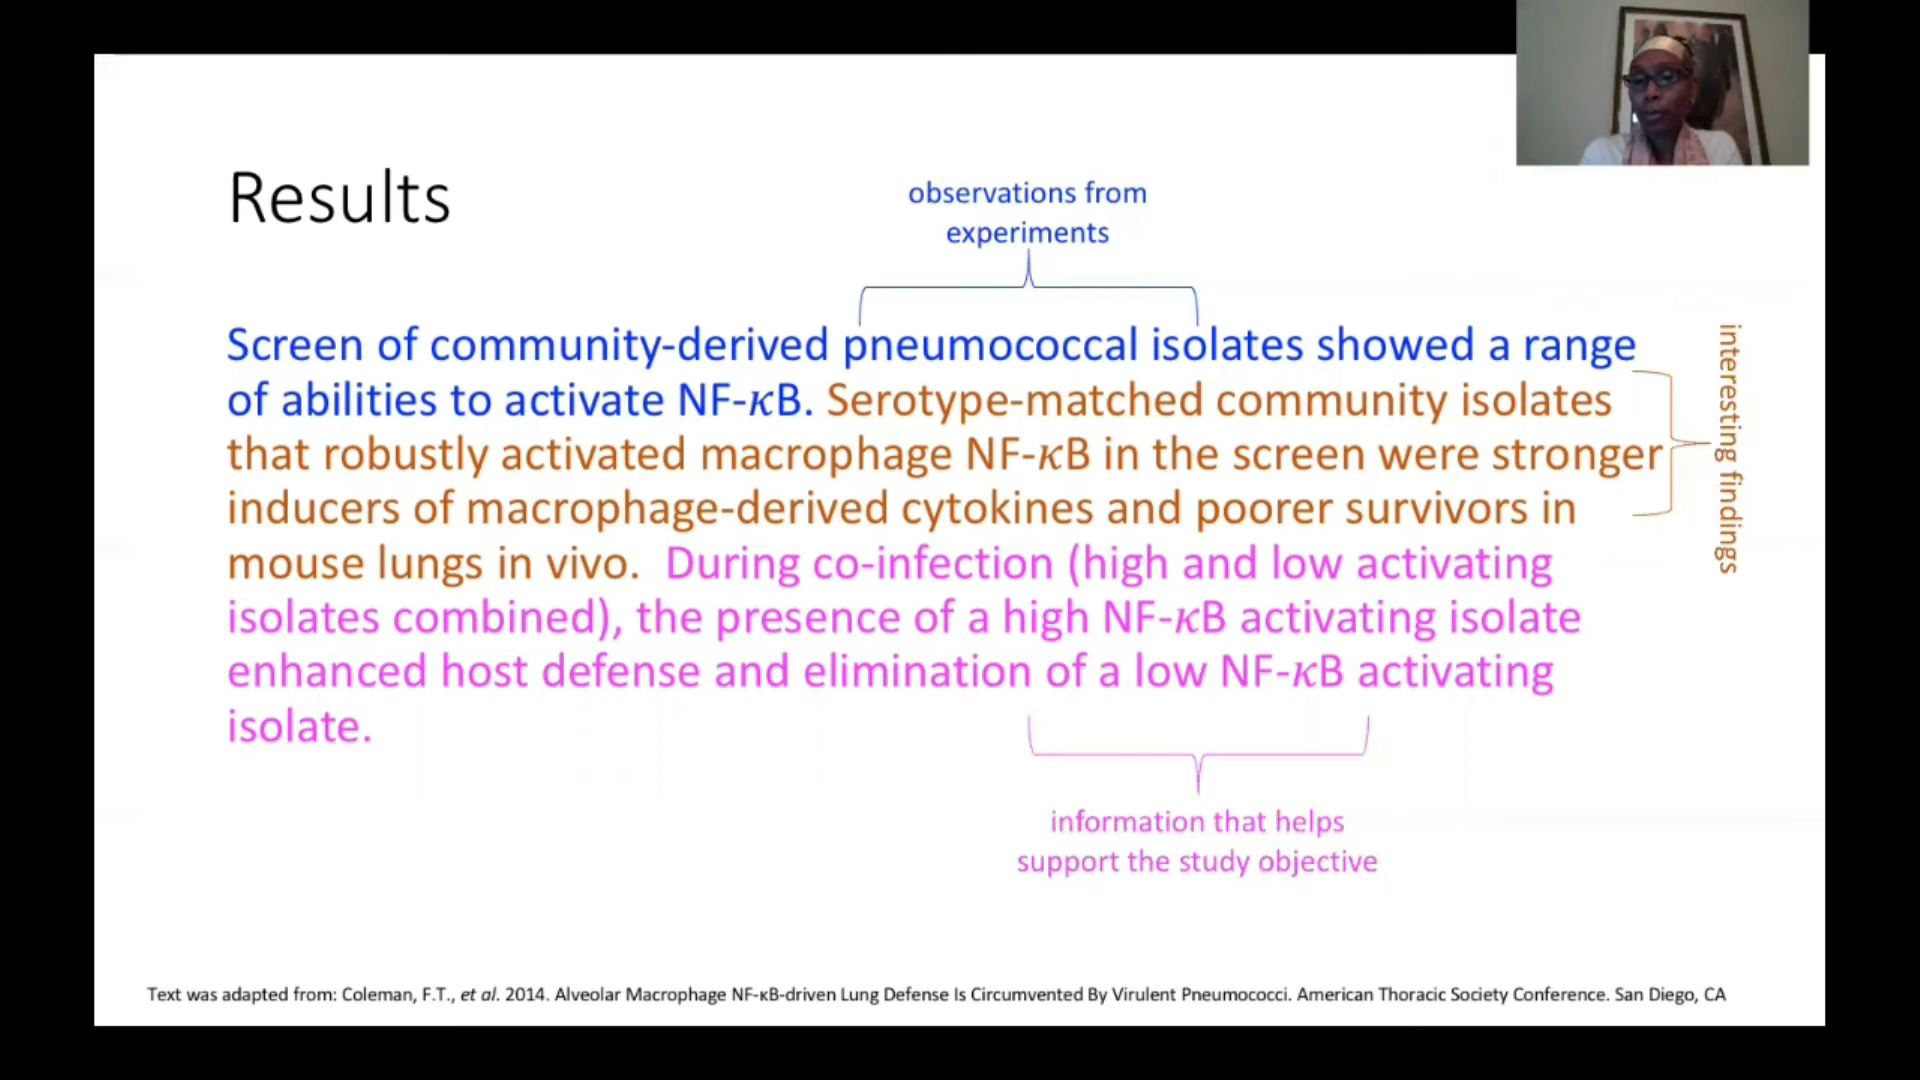 Results
observations from
experiments
Screen of community-derived pneumococcal isolates showed a range
of abilities to activate NF-κB. Serotype-matched community isolates
that robustly activated macrophage NF-κB in the screen were stronger
inducers of macrophage-derived cytokines and poorer survivors in
mouse lungs in vivo. During co-infection (high and low activating
isolates combined), the presence of a high NF-κB activating isolate
enhanced host defense and elimination of a low NF-κB activating
isolate.
interesting findings
information that helps
support the study objective
Text was adapted from: Coleman, F.T., et al. 2014. Alveolar Macrophage NF-κB-driven Lung Defense Is Circumvented By Virulent Pneumococci. American Thoracic Society Conference. San Diego, CA